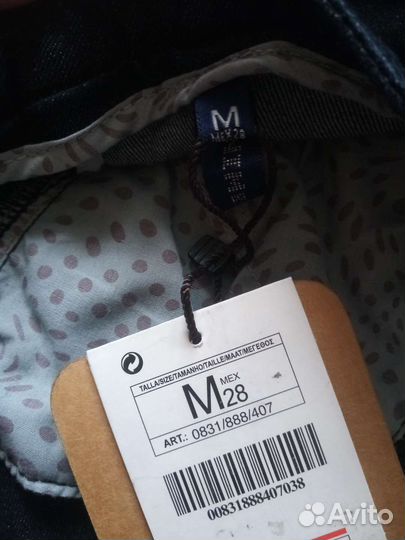 M
MEX 28
TALLA/SIZE/TAMANHO/TAILLE/MAAT/ΜΕΓΕΘΟΣ
M MEX 28
ART.: 0831/888/407
00831888407038
Avito